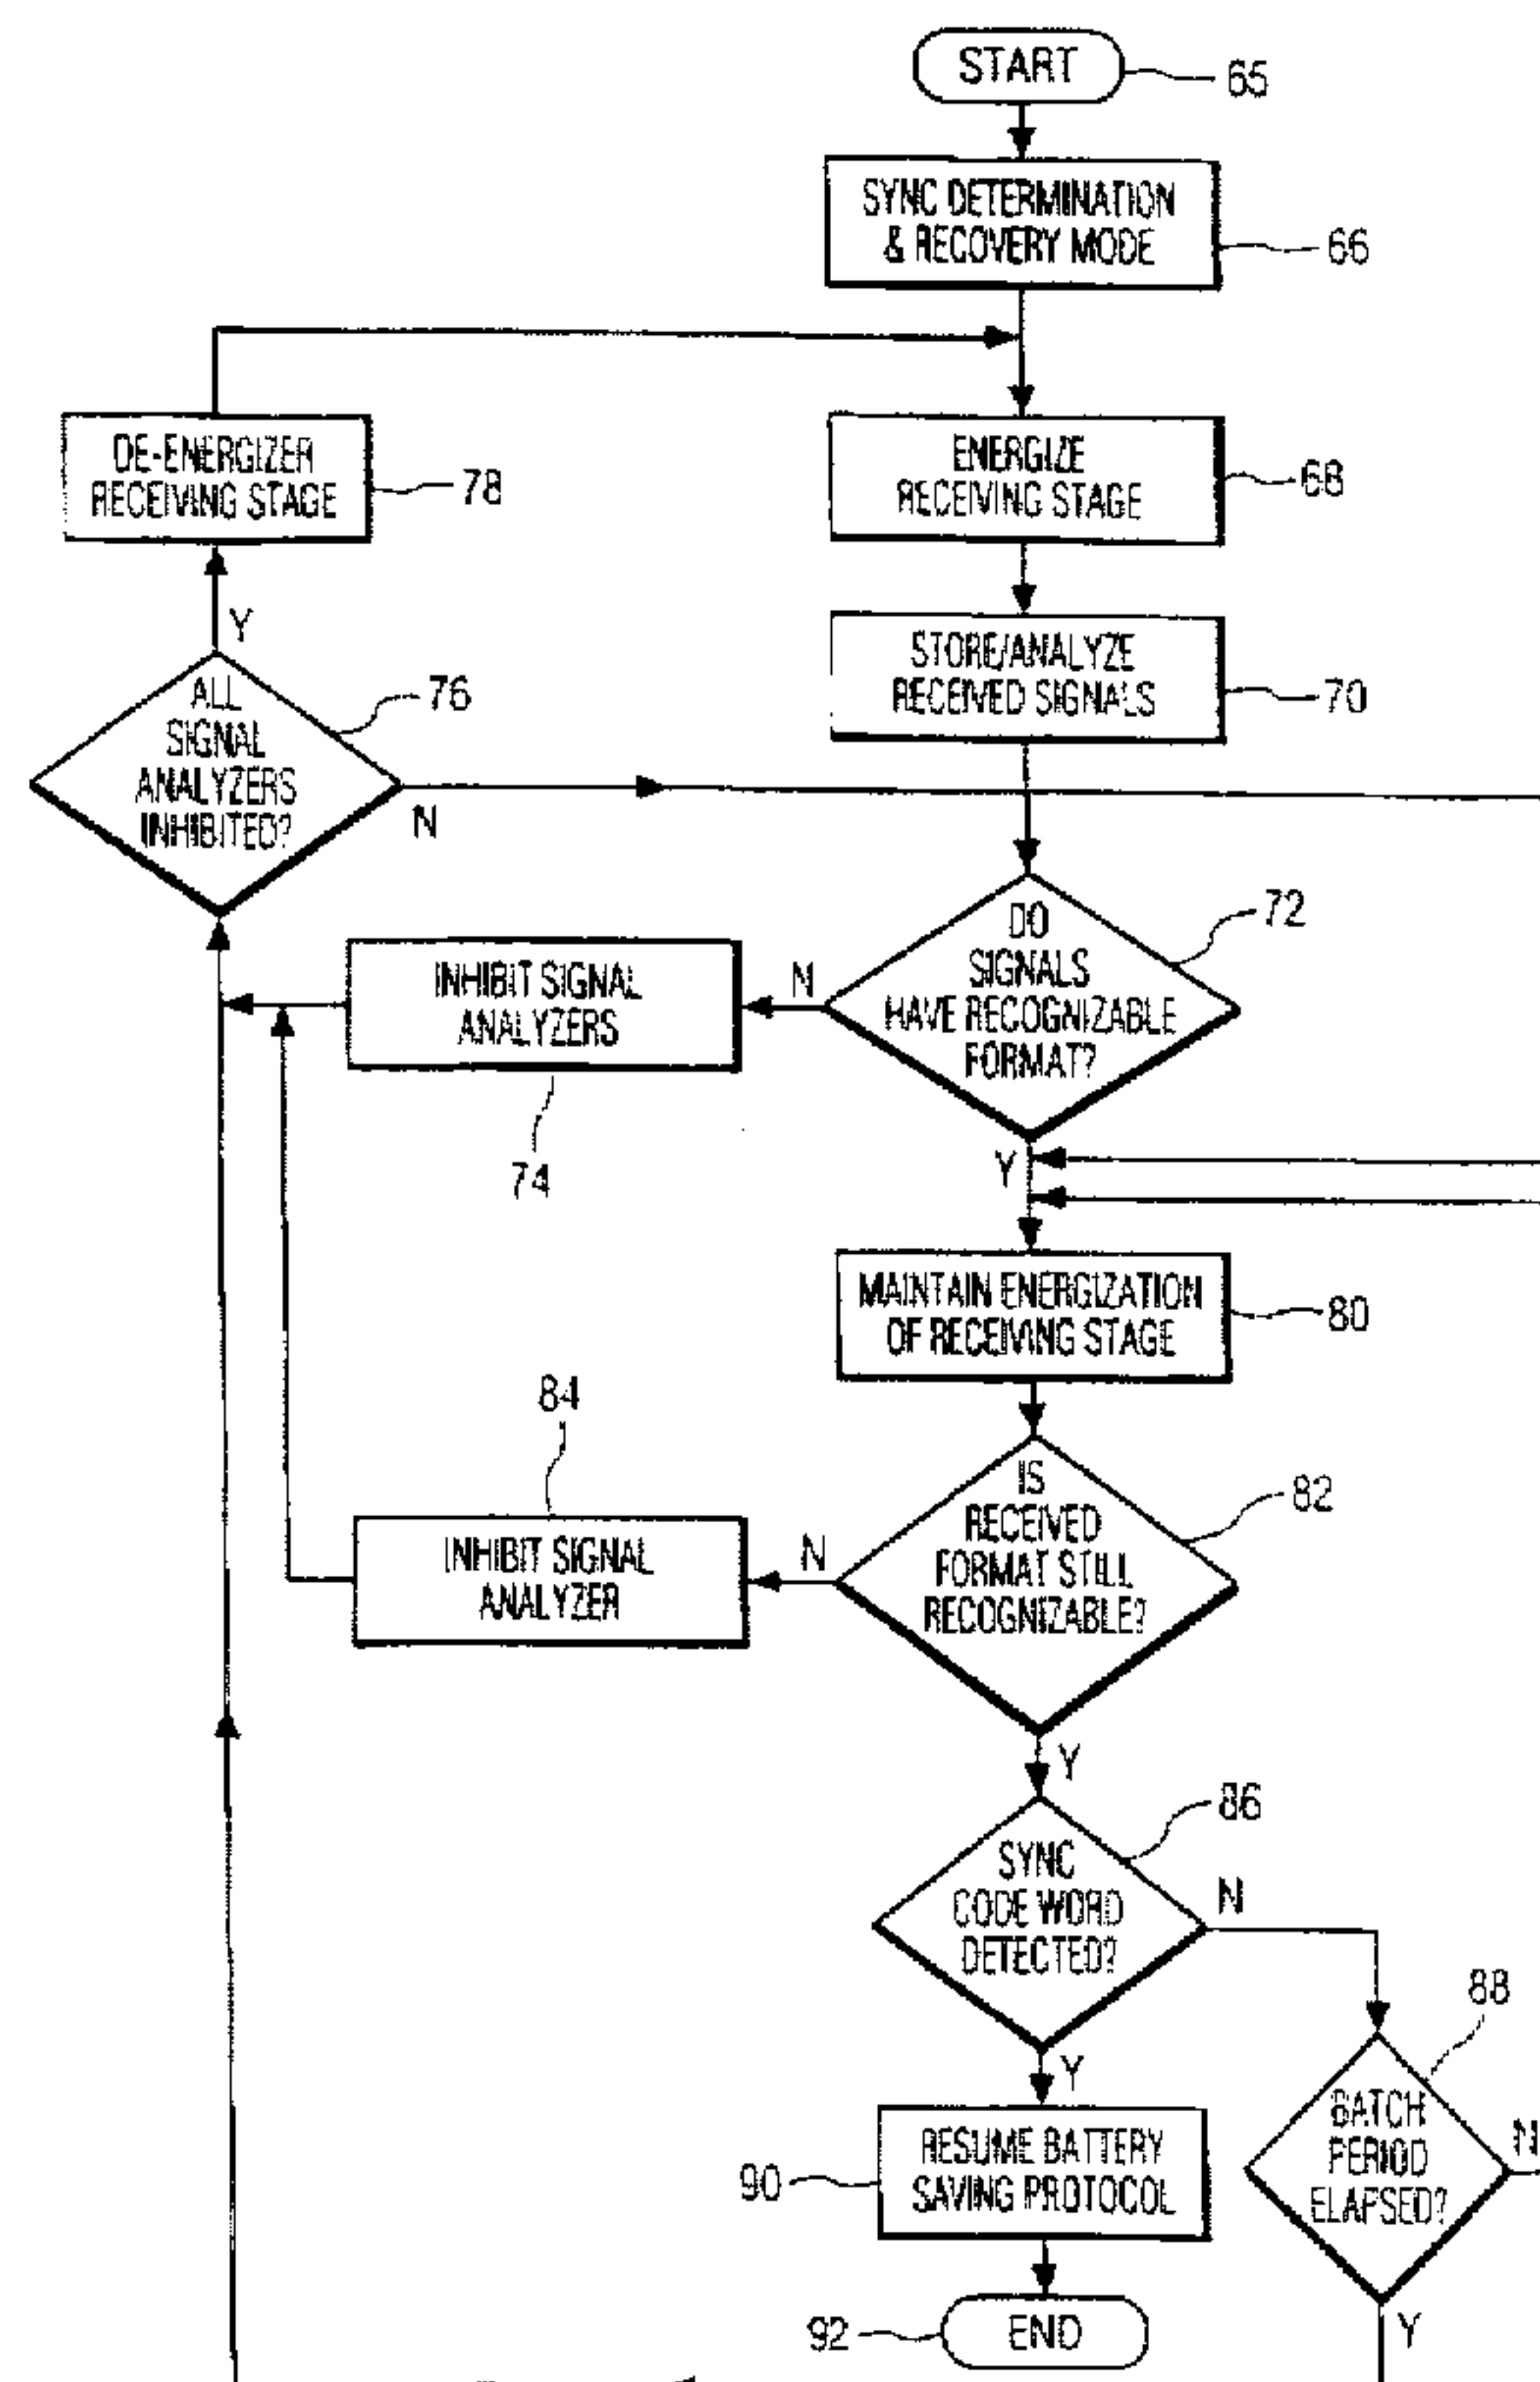 START
65
SYNC DETERMINATION
& RECOVERY MODE
66
DE-ENERGIZER
RECEIVING STAGE
78
ENERGIZE
RECEIVING STAGE
68
Y
STORE/ANALYZE
RECEIVED SIGNALS
70
ALL
SIGNAL
ANALYZERS
INHIBITED?
76
N
DO
SIGNALS
HAVE RECOGNIZABLE
FORMAT?
72
N
INHIBIT SIGNAL
ANALYZERS
74
Y
MAINTAIN ENERGIZATION
OF RECEIVING STAGE
80
84
IS
RECEIVED
FORMAT STILL
RECOGNIZABLE?
82
N
INHIBIT SIGNAL
ANALYZER
Y
86
SYNC
CODE WORD
DETECTED?
N
88
Y
BATCH
PERIOD
ELAPSED?
N
RESUME BATTERY
SAVING PROTOCOL
90
Y
END
92